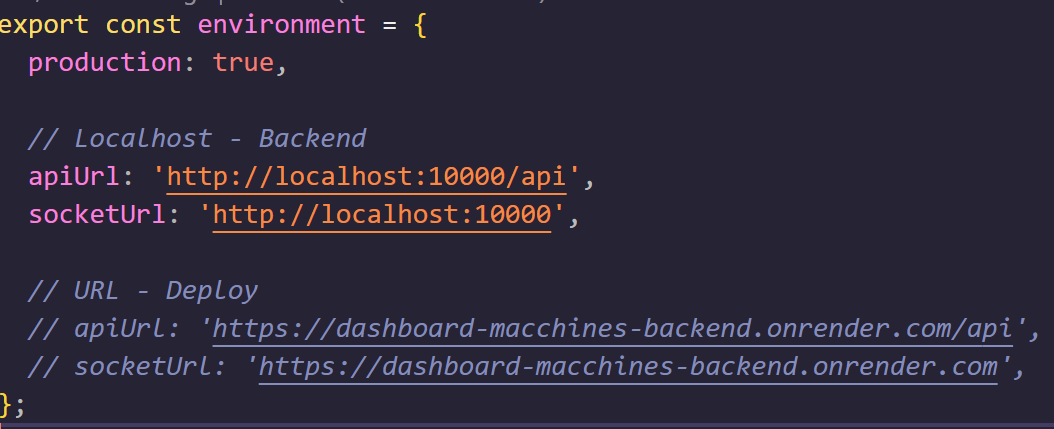 export const environment = {
production: true,
// Localhost - Backend
apiUrl: 'http://localhost:10000/api',
socketUrl: 'http://localhost:10000',
// URL - Deploy
// apiUrl: 'https://dashboard-macchines-backend.onrender.com/api',
// socketUrl: 'https://dashboard-macchines-backend.onrender.com',
};